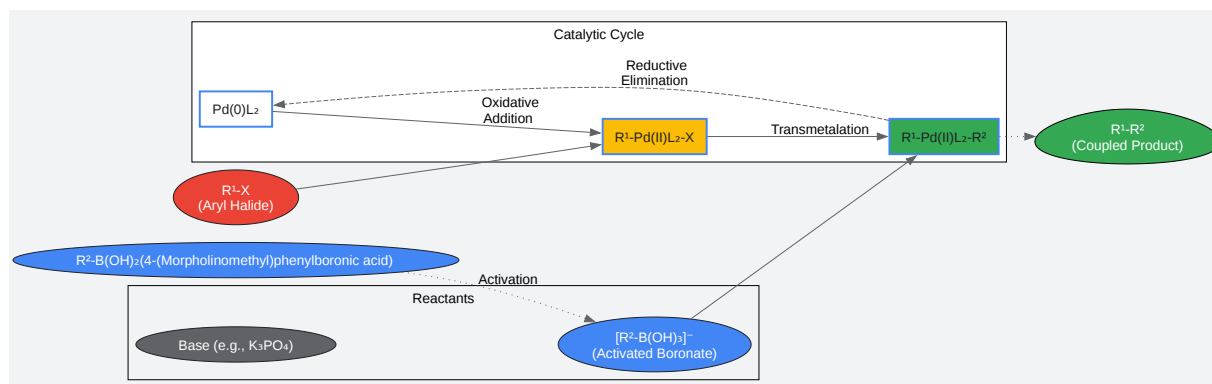 Catalytic Cycle
Reductive
Elimination
Pd(0)L₂
Oxidative
Addition
R¹-Pd(II)L₂-X
Transmetalation
R¹-Pd(II)L₂-R²
R¹-R²
(Coupled Product)
R¹-X
(Aryl Halide)
R²-B(OH)₂(4-(Morpholinomethyl)phenylboronic acid)
Activation
Reactants
Base (e.g., K₃PO₄)
[R²-B(OH)₃]⁻
(Activated Boronate)